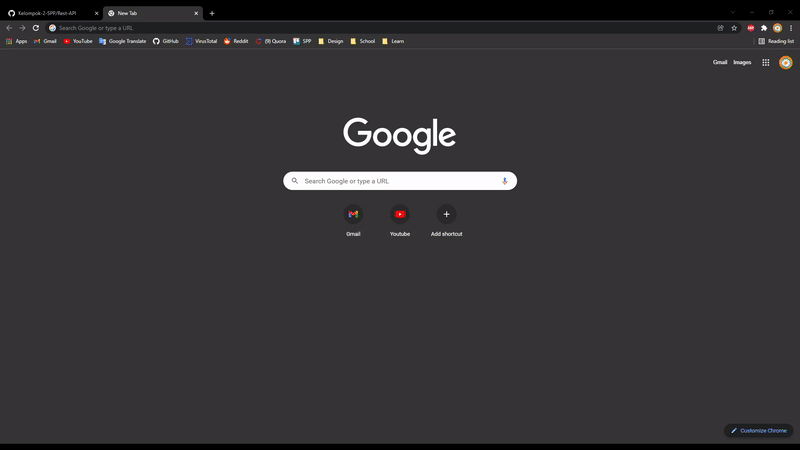 Kelompok-2-SPP/Rest-API
New Tab
Search Google or type a URL
Apps Gmail YouTube Google Translate GitHub VirusTotal Reddit (9) Quora SPP Design School Learn Reading list
Gmail Images
Google
Search Google or type a URL
Gmail Youtube Add shortcut
Customize Chrome